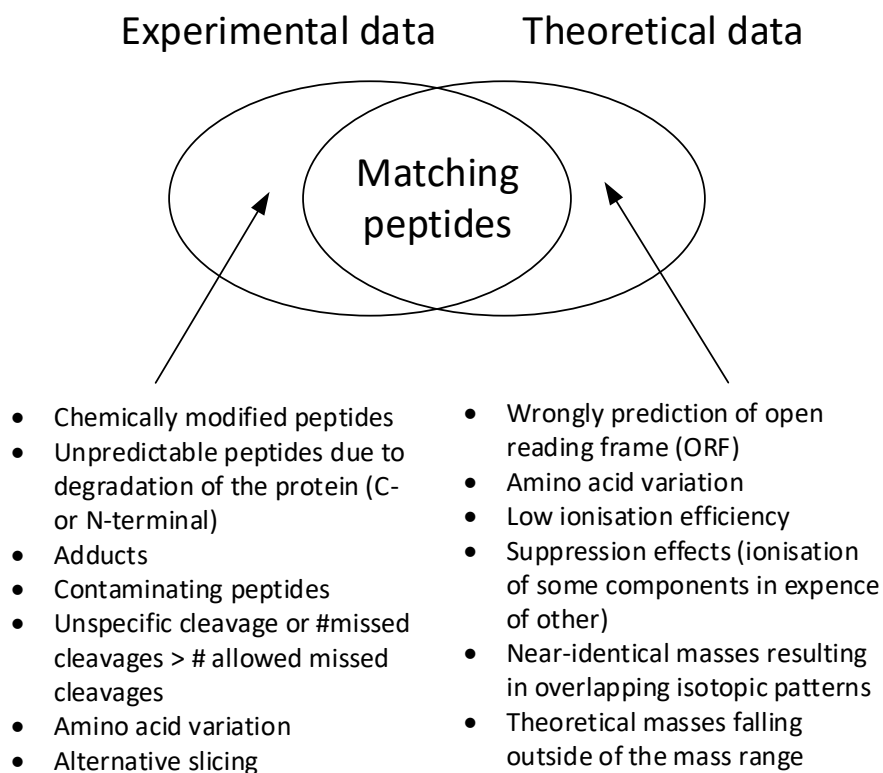 Experimental data
Theoretical data
Matching
peptides
• Chemically modified peptides
• Unpredictable peptides due to
degradation of the protein (C-
or N-terminal)
• Adducts
• Contaminating peptides
• Unspecific cleavage or #missed
cleavages > # allowed missed
cleavages
• Amino acid variation
• Alternative slicing
• Wrongly prediction of open
reading frame (ORF)
• Amino acid variation
• Low ionisation efficiency
• Suppression effects (ionisation
of some components in expence
of other)
• Near-identical masses resulting
in overlapping isotopic patterns
• Theoretical masses falling
outside of the mass range